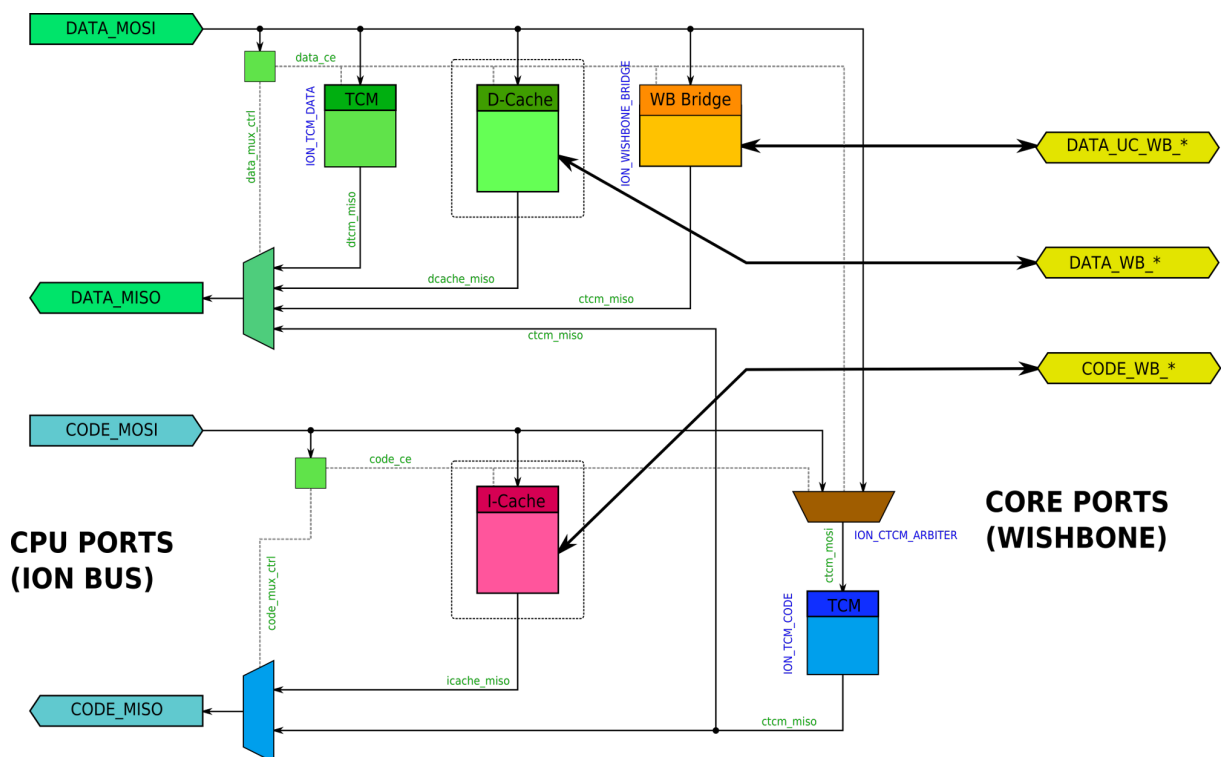 DATA_MOSI
data_ce
ION_TCM_DATA
TCM
D-Cache
ION_WISHBONE_BRIDGE
WB Bridge
data_mux_ctrl
DATA_UC_WB_*
dtcm_miso
DATA_WB_*
dcache_miso
DATA_MISO
ctcm_miso
ctcm_miso
CODE_WB_*
CODE_MOSI
code_ce
I-Cache
CORE PORTS
(WISHBONE)
CPU PORTS
(ION BUS)
ION_CTCM_ARBITER
ctcm_mosi
code_mux_ctrl
ION_TCM_CODE
TCM
icache_miso
CODE_MISO
ctcm_miso